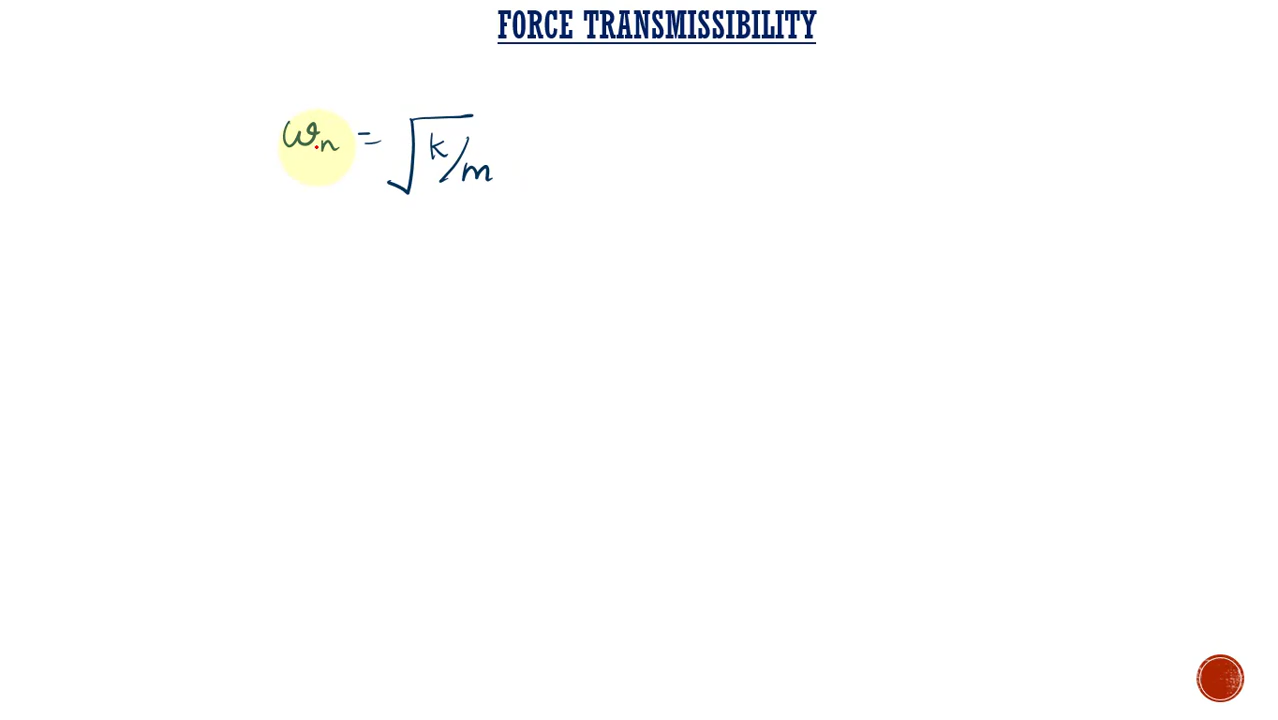 FORCE TRANSMISSIBILITY
ωn = √k/m